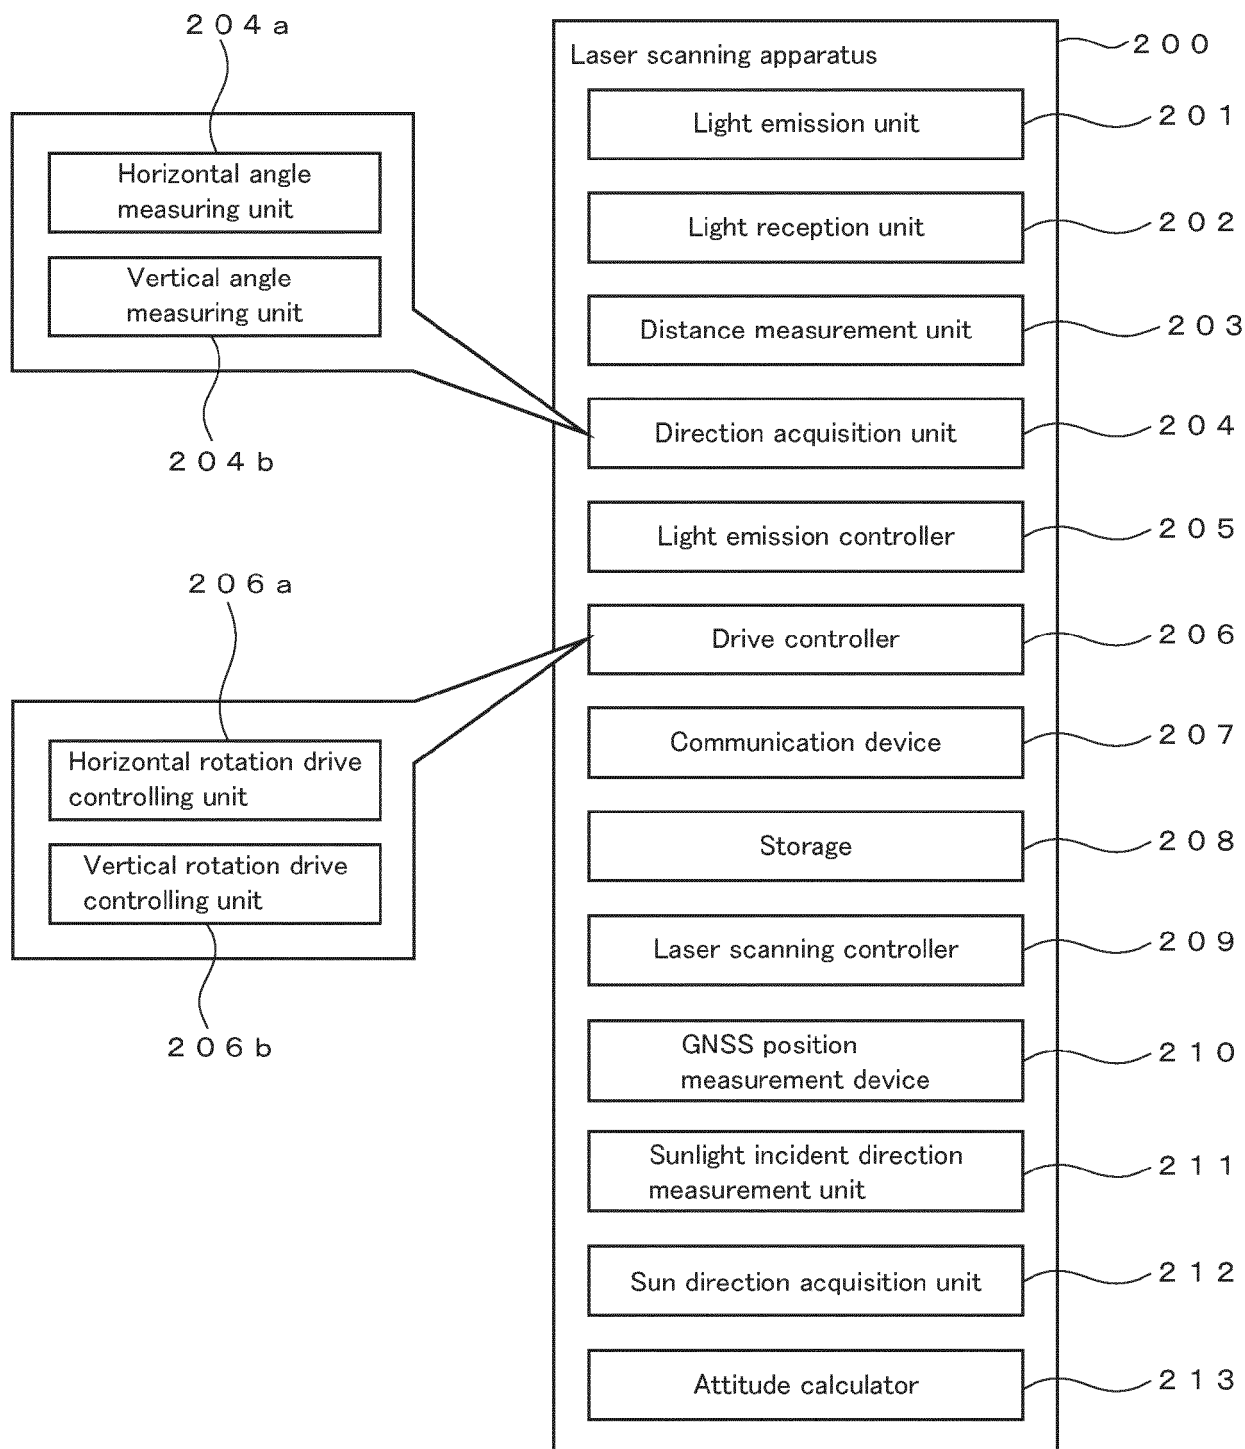 204a
Horizontal angle
measuring unit
Vertical angle
measuring unit
204b
206a
Horizontal rotation drive
controlling unit
Vertical rotation drive
controlling unit
206b
200
Laser scanning apparatus
Light emission unit
201
Light reception unit
202
Distance measurement unit
203
Direction acquisition unit
204
Light emission controller
205
Drive controller
206
Communication device
207
Storage
208
Laser scanning controller
209
GNSS position
measurement device
210
Sunlight incident direction
measurement unit
211
Sun direction acquisition unit
212
Attitude calculator
213